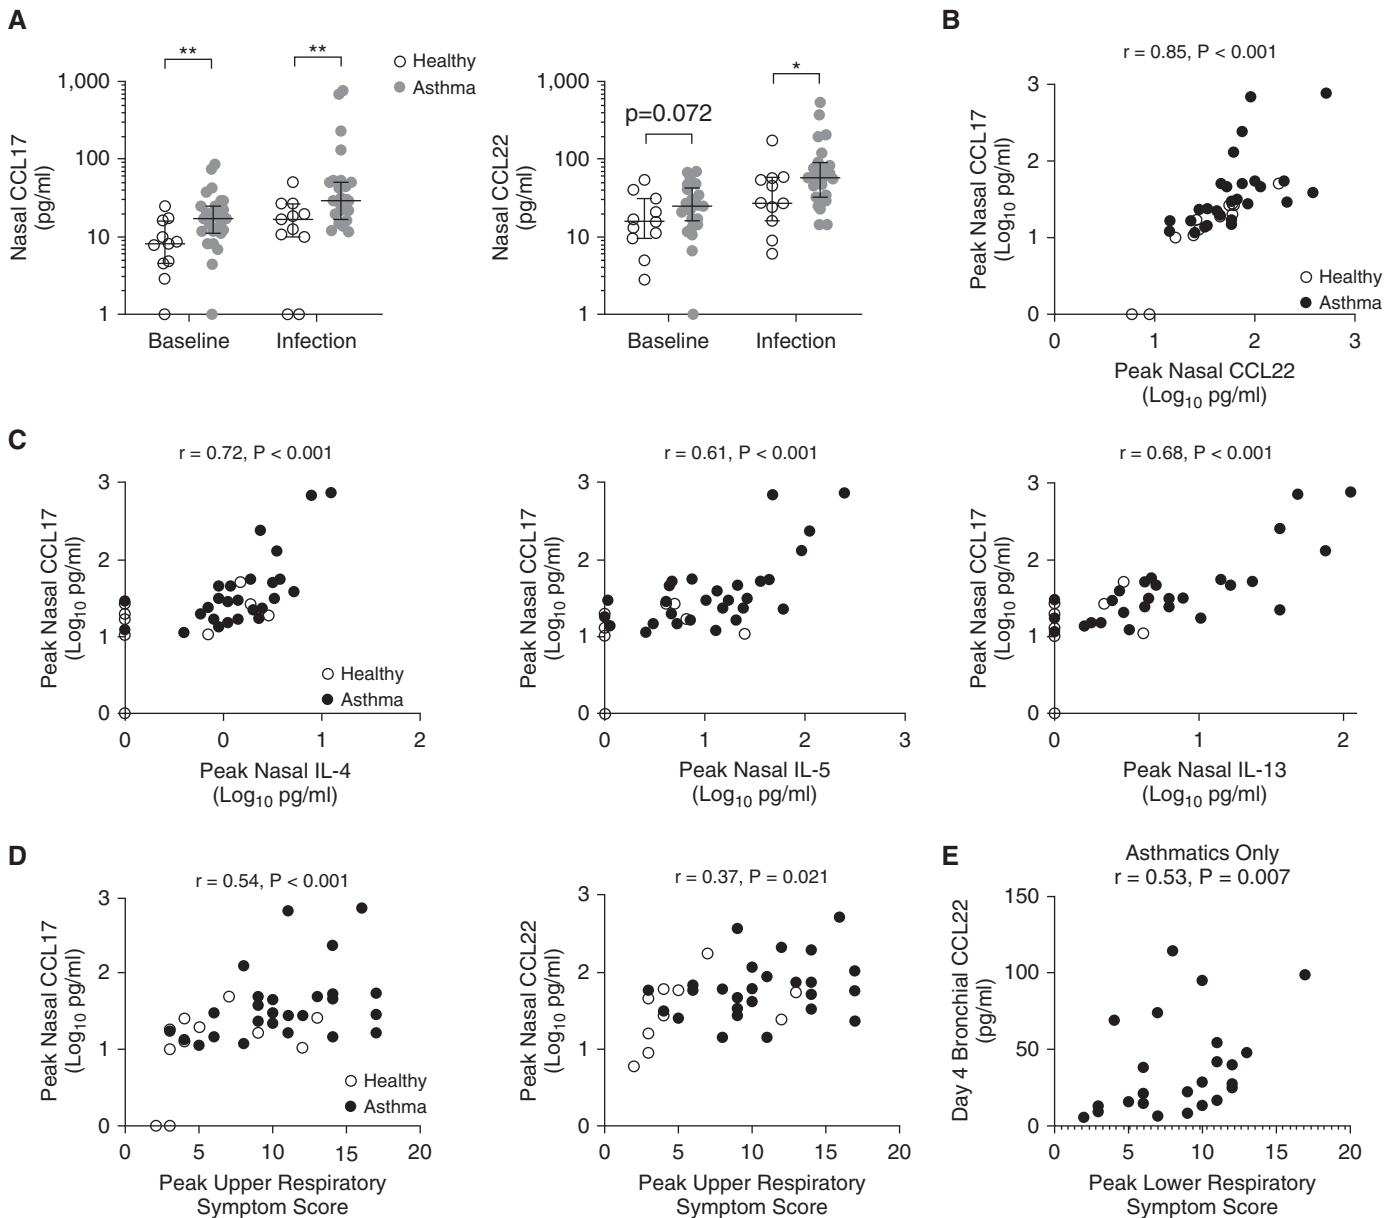 A
**
**
Healthy
Asthma
1,000
100
10
1
Nasal CCL17
(pg/ml)
Baseline
Infection
p=0.072
*
1,000
100
10
1
Nasal CCL22
(pg/ml)
Baseline
Infection
B
r = 0.85, P < 0.001
3
2
1
0
Peak Nasal CCL17
(Log10 pg/ml)
Healthy
Asthma
0 1 2 3
Peak Nasal CCL22
(Log10 pg/ml)
C
r = 0.72, P < 0.001
3
2
1
0
Peak Nasal CCL17
(Log10 pg/ml)
Healthy
Asthma
0 0 1 2
Peak Nasal IL-4
(Log10 pg/ml)
r = 0.61, P < 0.001
3
2
1
0
Peak Nasal CCL17
(Log10 pg/ml)
0 1 2 3
Peak Nasal IL-5
(Log10 pg/ml)
r = 0.68, P < 0.001
3
2
1
0
Peak Nasal CCL17
(Log10 pg/ml)
0 1 2
Peak Nasal IL-13
(Log10 pg/ml)
D
r = 0.54, P < 0.001
3
2
1
0
Peak Nasal CCL17
(Log10 pg/ml)
Healthy
Asthma
0 5 10 15 20
Peak Upper Respiratory
Symptom Score
r = 0.37, P = 0.021
3
2
1
0
Peak Nasal CCL22
(Log10 pg/ml)
0 5 10 15 20
Peak Upper Respiratory
Symptom Score
E
Asthmatics Only
r = 0.53, P = 0.007
150
100
50
0
Day 4 Bronchial CCL22
(pg/ml)
0 5 10 15 20
Peak Lower Respiratory
Symptom Score